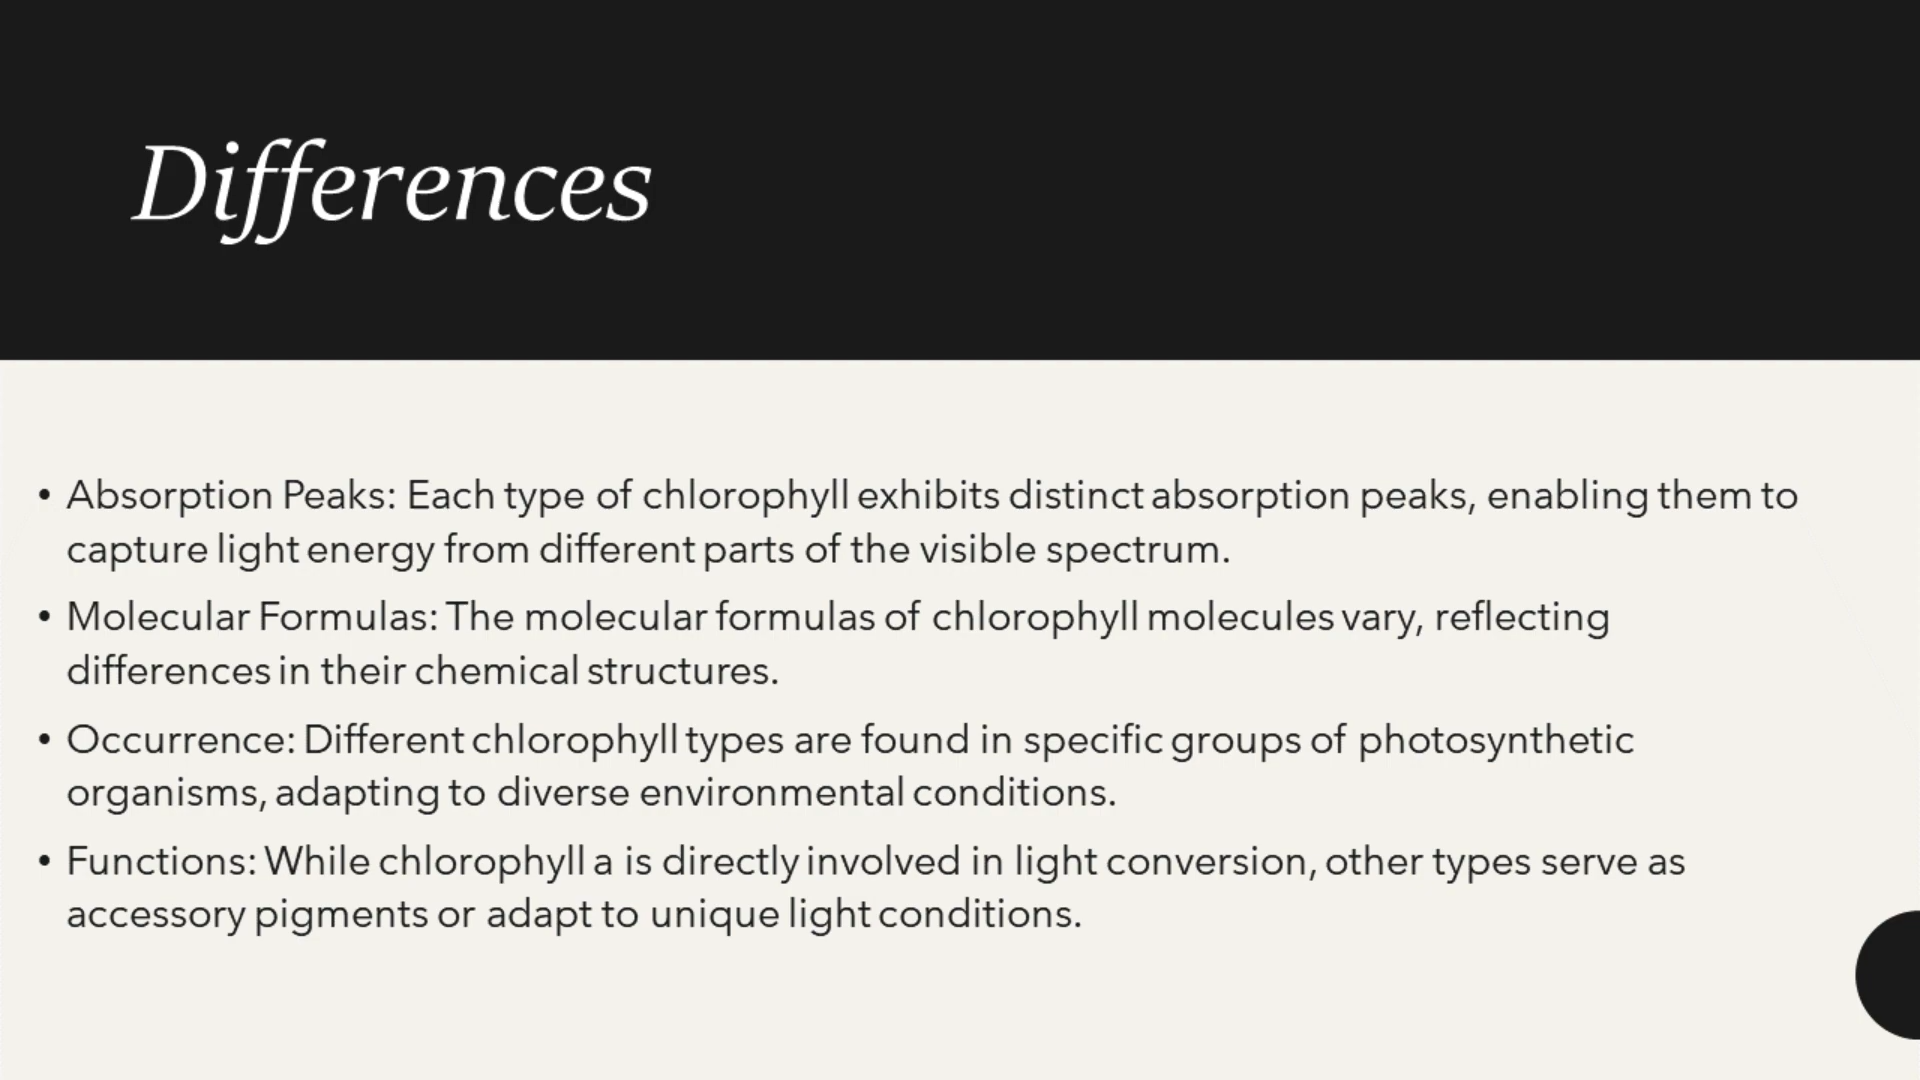 Differences
• Absorption Peaks: Each type of chlorophyll exhibits distinct absorption peaks, enabling them to
capture light energy from different parts of the visible spectrum.
• Molecular Formulas: The molecular formulas of chlorophyll molecules vary, reflecting
differences in their chemical structures.
• Occurrence: Different chlorophyll types are found in specific groups of photosynthetic
organisms, adapting to diverse environmental conditions.
• Functions: While chlorophyll a is directly involved in light conversion, other types serve as
accessory pigments or adapt to unique light conditions.